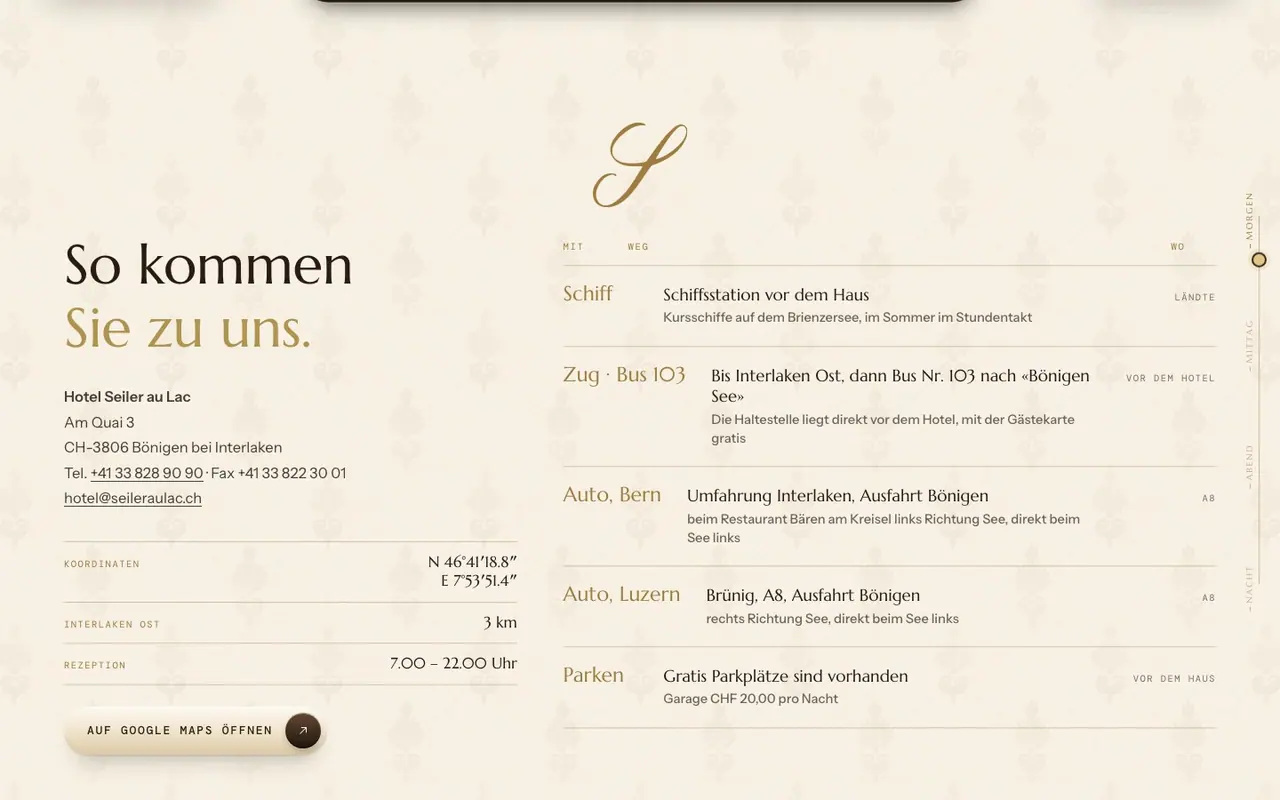 S
So kommen
Sie zu uns.
Hotel Seiler au Lac
Am Quai 3
CH-3806 Bönigen bei Interlaken
Tel. +41 33 828 90 90 · Fax +41 33 822 30 01
hotel@seileraulac.ch
KOORDINATEN N 46°41′18.8″
E 7°53′51.4″
INTERLAKEN OST 3 km
REZEPTION 7.00 – 22.00 Uhr
AUF GOOGLE MAPS ÖFFNEN ↗
MIT WEG WO
Schiff Schiffsstation vor dem Haus LÄNDTE
Kursschiffe auf dem Brienzersee, im Sommer im Stundentakt
Zug · Bus 103 Bis Interlaken Ost, dann Bus Nr. 103 nach «Bönigen VOR DEM HOTEL
See»
Die Haltestelle liegt direkt vor dem Hotel, mit der Gästekarte
gratis
Auto, Bern Umfahrung Interlaken, Ausfahrt Bönigen A8
beim Restaurant Bären am Kreisel links Richtung See, direkt beim
See links
Auto, Luzern Brünig, A8, Ausfahrt Bönigen A8
rechts Richtung See, direkt beim See links
Parken Gratis Parkplätze sind vorhanden VOR DEM HAUS
Garage CHF 20,00 pro Nacht
– MORGEN
– MITTAG
– ABEND
– NACHT